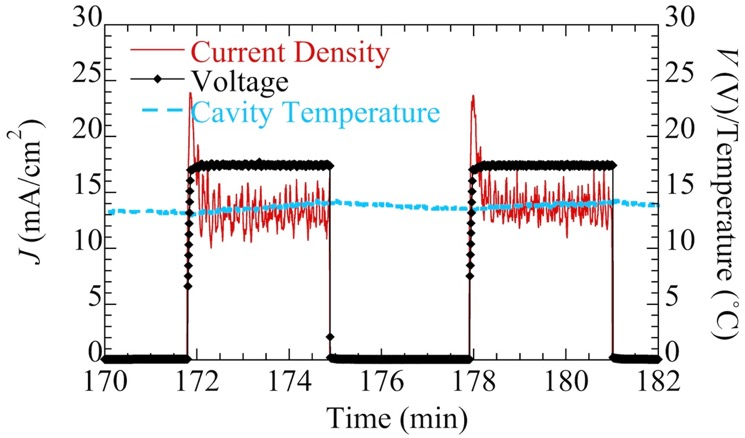 30
25
20
15
10
5
0
J (mA/cm²)
Current Density
Voltage
Cavity Temperature
30
25
20
15
10
5
0
V (V)/Temperature (°C)
170 172 174 176 178 180 182
Time (min)